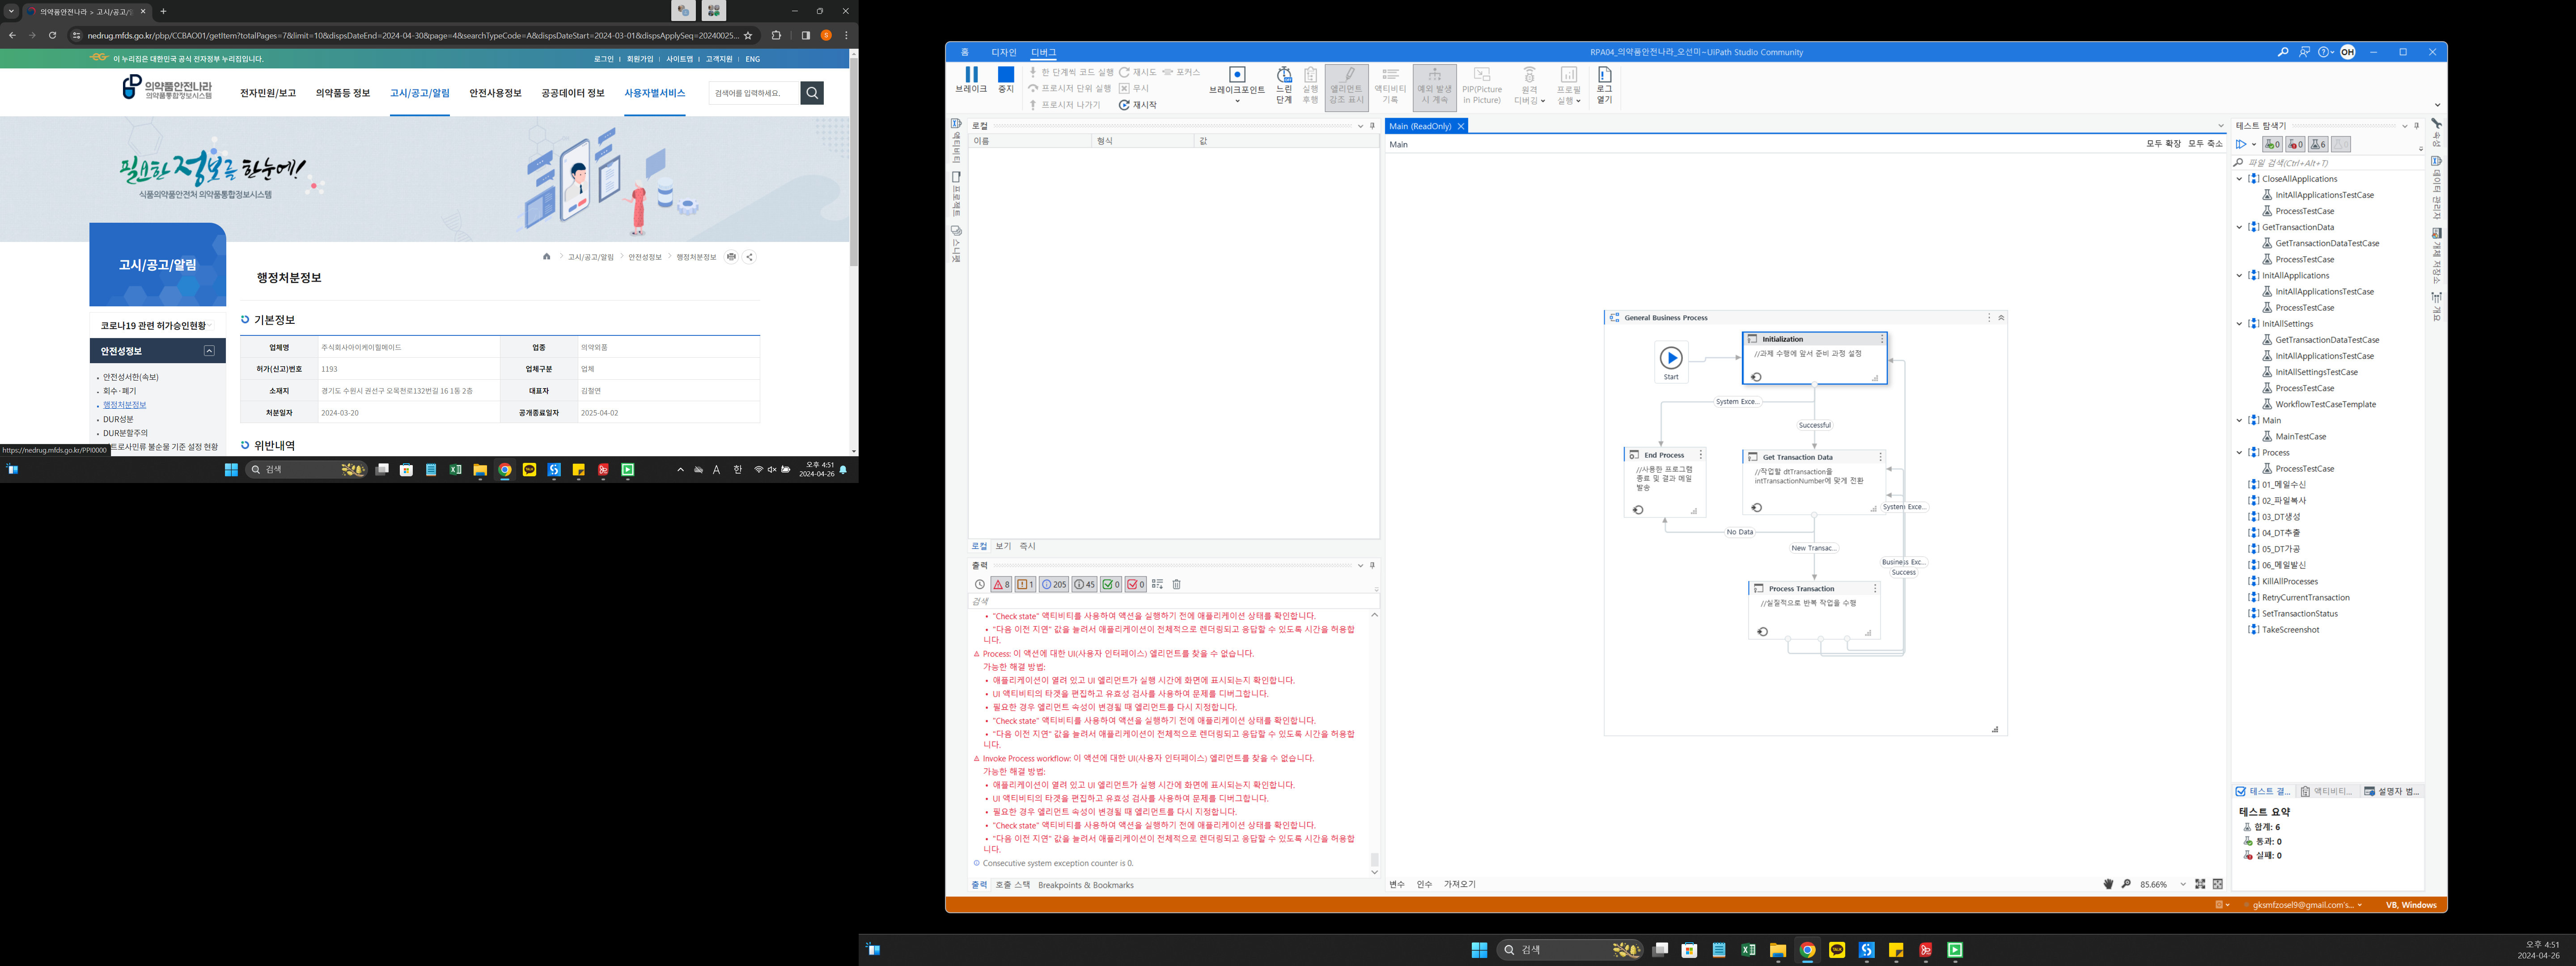 의약품안전나라 > 고시/공고/알
nedrug.mfds.go.kr/pbp/CCBAO01/getItem?totalPages=7&limit=10&dispsDateEnd=2024-04-30&page=4&searchTypeCode=A&dispsDateStart=2024-03-01&dispsApplySeq=20240025...
이 누리집은 대한민국 공식 전자정부 누리집입니다.
로그인 | 회원가입 | 사이트맵 | 고객지원 | ENG
의약품안전나라
의약품통합정보시스템
전자민원/보고 의약품등 정보 고시/공고/알림 안전사용정보 공공데이터 정보 사용자별서비스
검색어를 입력하세요.
필요한 정보를 한눈에!
식품의약품안전처 의약품통합정보시스템
고시/공고/알림
고시/공고/알림 > 안전성정보 > 행정처분정보
행정처분정보
코로나19 관련 허가승인현황
안전성정보
안전성서한(속보)
회수·폐기
행정처분정보
DUR성분
DUR분할주의
트로사민류 불순물 기준 설정 현황
기본정보
업체명 주식회사아이케이힐메이드 업종 의약외품
허가(신고)번호 1193 업체구분 업체
소재지 경기도 수원시 권선구 오목천로132번길 16 1동 2층 대표자 김철연
처분일자 2024-03-20 공개종료일자 2025-04-02
위반내역
https://nedrug.mfds.go.kr/PPI0000
검색
A 한
오후 4:51
2024-04-26
홈 디자인 디버그
RPA04_의약품안전나라_오선미-UiPath Studio Community
OH
브레이크
중지
한 단계씩 코드 실행
프로시저 단위 실행
프로시저 나가기
재시도
무시
재시작
포커스
브레이크포인트
느린 단계
실행 후행
엘리먼트 강조 표시
액티비티 기록
예외 발생 시 계속
PIP(Picture in Picture)
원격 디버깅
프로필 실행
로그 열기
액티비티
프로젝트
스니펫
로컬
이름 형식 값
로컬 보기 즉시
출력
8 1 205 45 0 0
검색
• "Check state" 액티비티를 사용하여 액션을 실행하기 전에 애플리케이션 상태를 확인합니다.
• "다음 이전 지연" 값을 늘려서 애플리케이션이 전체적으로 렌더링되고 응답할 수 있도록 시간을 허용합
니다.
Process: 이 액션에 대한 UI(사용자 인터페이스) 엘리먼트를 찾을 수 없습니다.
가능한 해결 방법:
• 애플리케이션이 열려 있고 UI 엘리먼트가 실행 시간에 화면에 표시되는지 확인합니다.
• UI 액티비티의 타겟을 편집하고 유효성 검사를 사용하여 문제를 디버그합니다.
• 필요한 경우 엘리먼트 속성이 변경될 때 엘리먼트를 다시 지정합니다.
• "Check state" 액티비티를 사용하여 액션을 실행하기 전에 애플리케이션 상태를 확인합니다.
• "다음 이전 지연" 값을 늘려서 애플리케이션이 전체적으로 렌더링되고 응답할 수 있도록 시간을 허용합
니다.
Invoke Process workflow: 이 액션에 대한 UI(사용자 인터페이스) 엘리먼트를 찾을 수 없습니다.
가능한 해결 방법:
• 애플리케이션이 열려 있고 UI 엘리먼트가 실행 시간에 화면에 표시되는지 확인합니다.
• UI 액티비티의 타겟을 편집하고 유효성 검사를 사용하여 문제를 디버그합니다.
• 필요한 경우 엘리먼트 속성이 변경될 때 엘리먼트를 다시 지정합니다.
• "Check state" 액티비티를 사용하여 액션을 실행하기 전에 애플리케이션 상태를 확인합니다.
• "다음 이전 지연" 값을 늘려서 애플리케이션이 전체적으로 렌더링되고 응답할 수 있도록 시간을 허용합
니다.
Consecutive system exception counter is 0.
출력 호출 스택 Breakpoints & Bookmarks
Main (ReadOnly)
Main
모두 확장 모두 축소
General Business Process
Start
Initialization
//과제 수행에 앞서 준비 과정 설정
System Exce...
Successful
End Process
//사용한 프로그램
종료 및 결과 메일
발송
Get Transaction Data
//작업할 dtTransaction을
intTransactionNumber에 맞게 전환
System Exce...
No Data
New Transac...
Business Exc...
Success
Process Transaction
//실질적으로 반복 작업을 수행
변수 인수 가져오기
85.66%
테스트 탐색기
0 0 6
파일 검색(Ctrl+Alt+T)
CloseAllApplications
InitAllApplicationsTestCase
ProcessTestCase
GetTransactionData
GetTransactionDataTestCase
ProcessTestCase
InitAllApplications
InitAllApplicationsTestCase
ProcessTestCase
InitAllSettings
GetTransactionDataTestCase
InitAllApplicationsTestCase
InitAllSettingsTestCase
ProcessTestCase
WorkflowTestCaseTemplate
Main
MainTestCase
Process
ProcessTestCase
01_메일수신
02_파일복사
03_DT생성
04_DT추출
05_DT가공
06_메일발신
KillAllProcesses
RetryCurrentTransaction
SetTransactionStatus
TakeScreenshot
테스트 결... 액티비티... 설명자 범...
테스트 요약
합계: 6
통과: 0
실패: 0
속성
데이터 관리자
개체 저장소
개요
gksmfzosel9@gmail.com's...
VB, Windows
검색
오후 4:51
2024-04-26